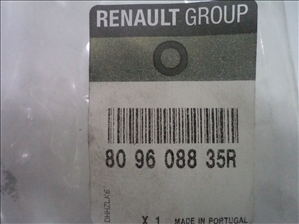 RENAULT GROUP
80 96 088 35R
X 1 MADE IN PORTUGAL